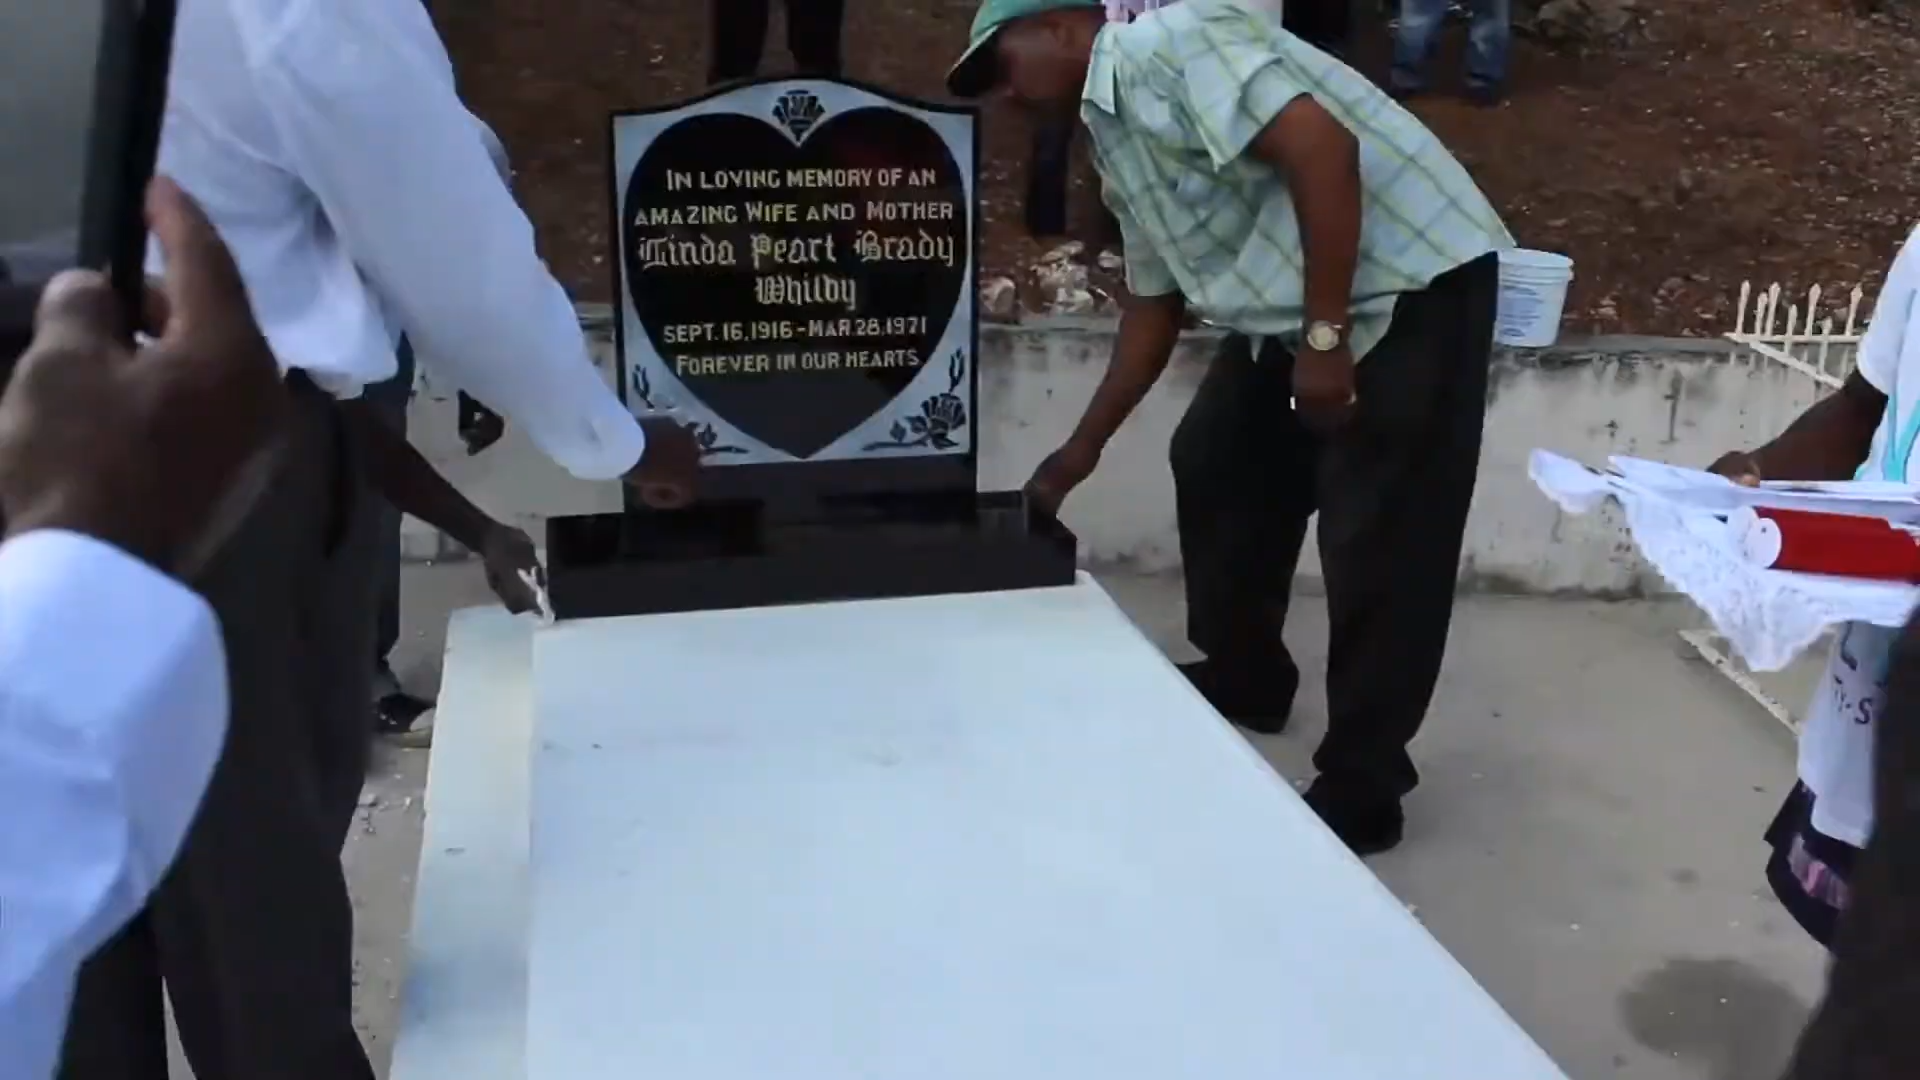 IN LOVING MEMORY OF AN
AMAZING WIFE AND MOTHER
Linda Peart Brady
Whilby
SEPT. 16, 1916 - MAR. 28, 1971
FOREVER IN OUR HEARTS